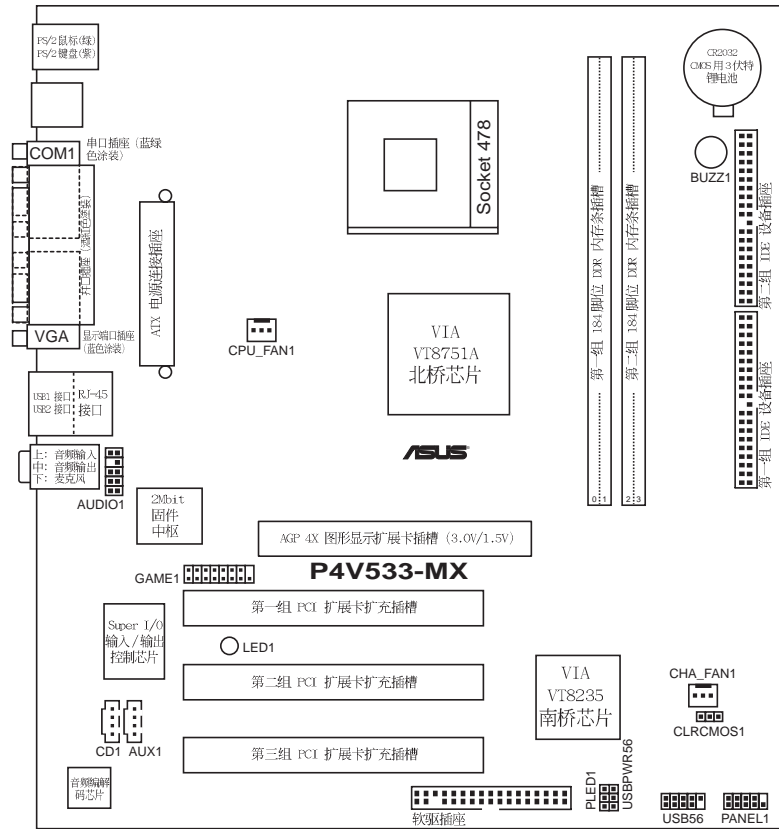 PS/2 鼠标(绿)
PS/2 键盘(紫)
CR2032
CMOS 用 3 伏特
锂电池
COM1
串口插座 (蓝绿
色涂装)
Socket 478
BUZZ1
并口插座 (酒红色涂装)
ATX 电源连接插座
第一组 184 脚位 DDR 内存条插槽
第二组 184 脚位 DDR 内存条插槽
第二组 IDE 设备插座
VGA
显示端口插座
(蓝色涂装)
CPU_FAN1
VIA
VT8751A
北桥芯片
第一组 IDE 设备插座
USB1 接口
USB2 接口
RJ-45
接口
上: 音频输入
中: 音频输出
下: 麦克风
AUDIO1
ASUS
0 1
2 3
2Mbit
固件
中枢
AGP 4X 图形显示扩展卡插槽 (3.0V/1.5V)
P4V533-MX
GAME1
第一组 PCI 扩展卡扩充插槽
Super I/O
输入/输出
控制芯片
LED1
第二组 PCI 扩展卡扩充插槽
VIA
VT8235
南桥芯片
CHA_FAN1
CLRCMOS1
CD1
AUX1
第三组 PCI 扩展卡扩充插槽
音频编解
码芯片
软驱插座
PLED1
USBPWR56
USB56
PANEL1